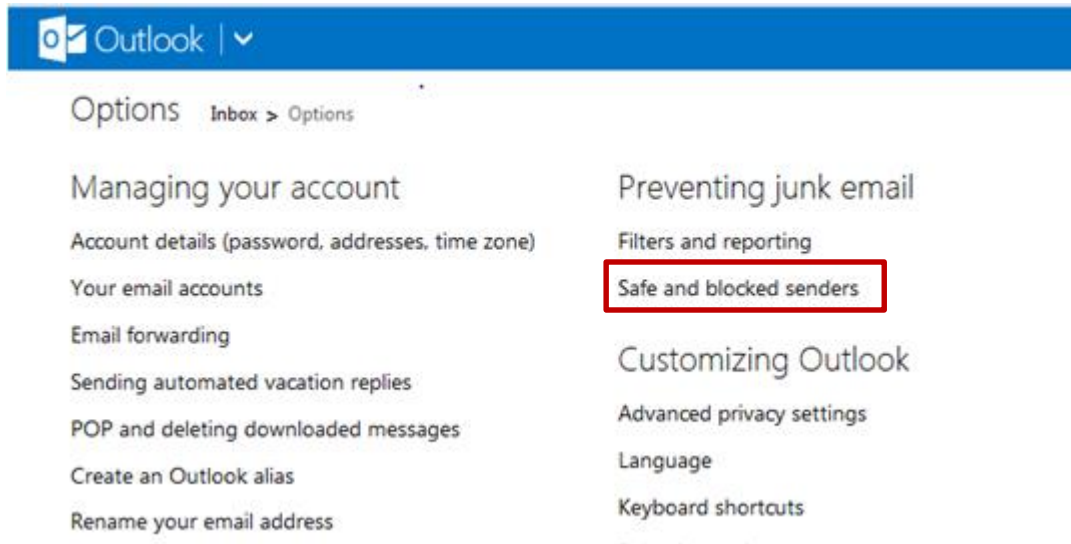 Outlook
Options Inbox > Options
Managing your account
Account details (password, addresses, time zone)
Your email accounts
Email forwarding
Sending automated vacation replies
POP and deleting downloaded messages
Create an Outlook alias
Rename your email address
Preventing junk email
Filters and reporting
Safe and blocked senders
Customizing Outlook
Advanced privacy settings
Language
Keyboard shortcuts